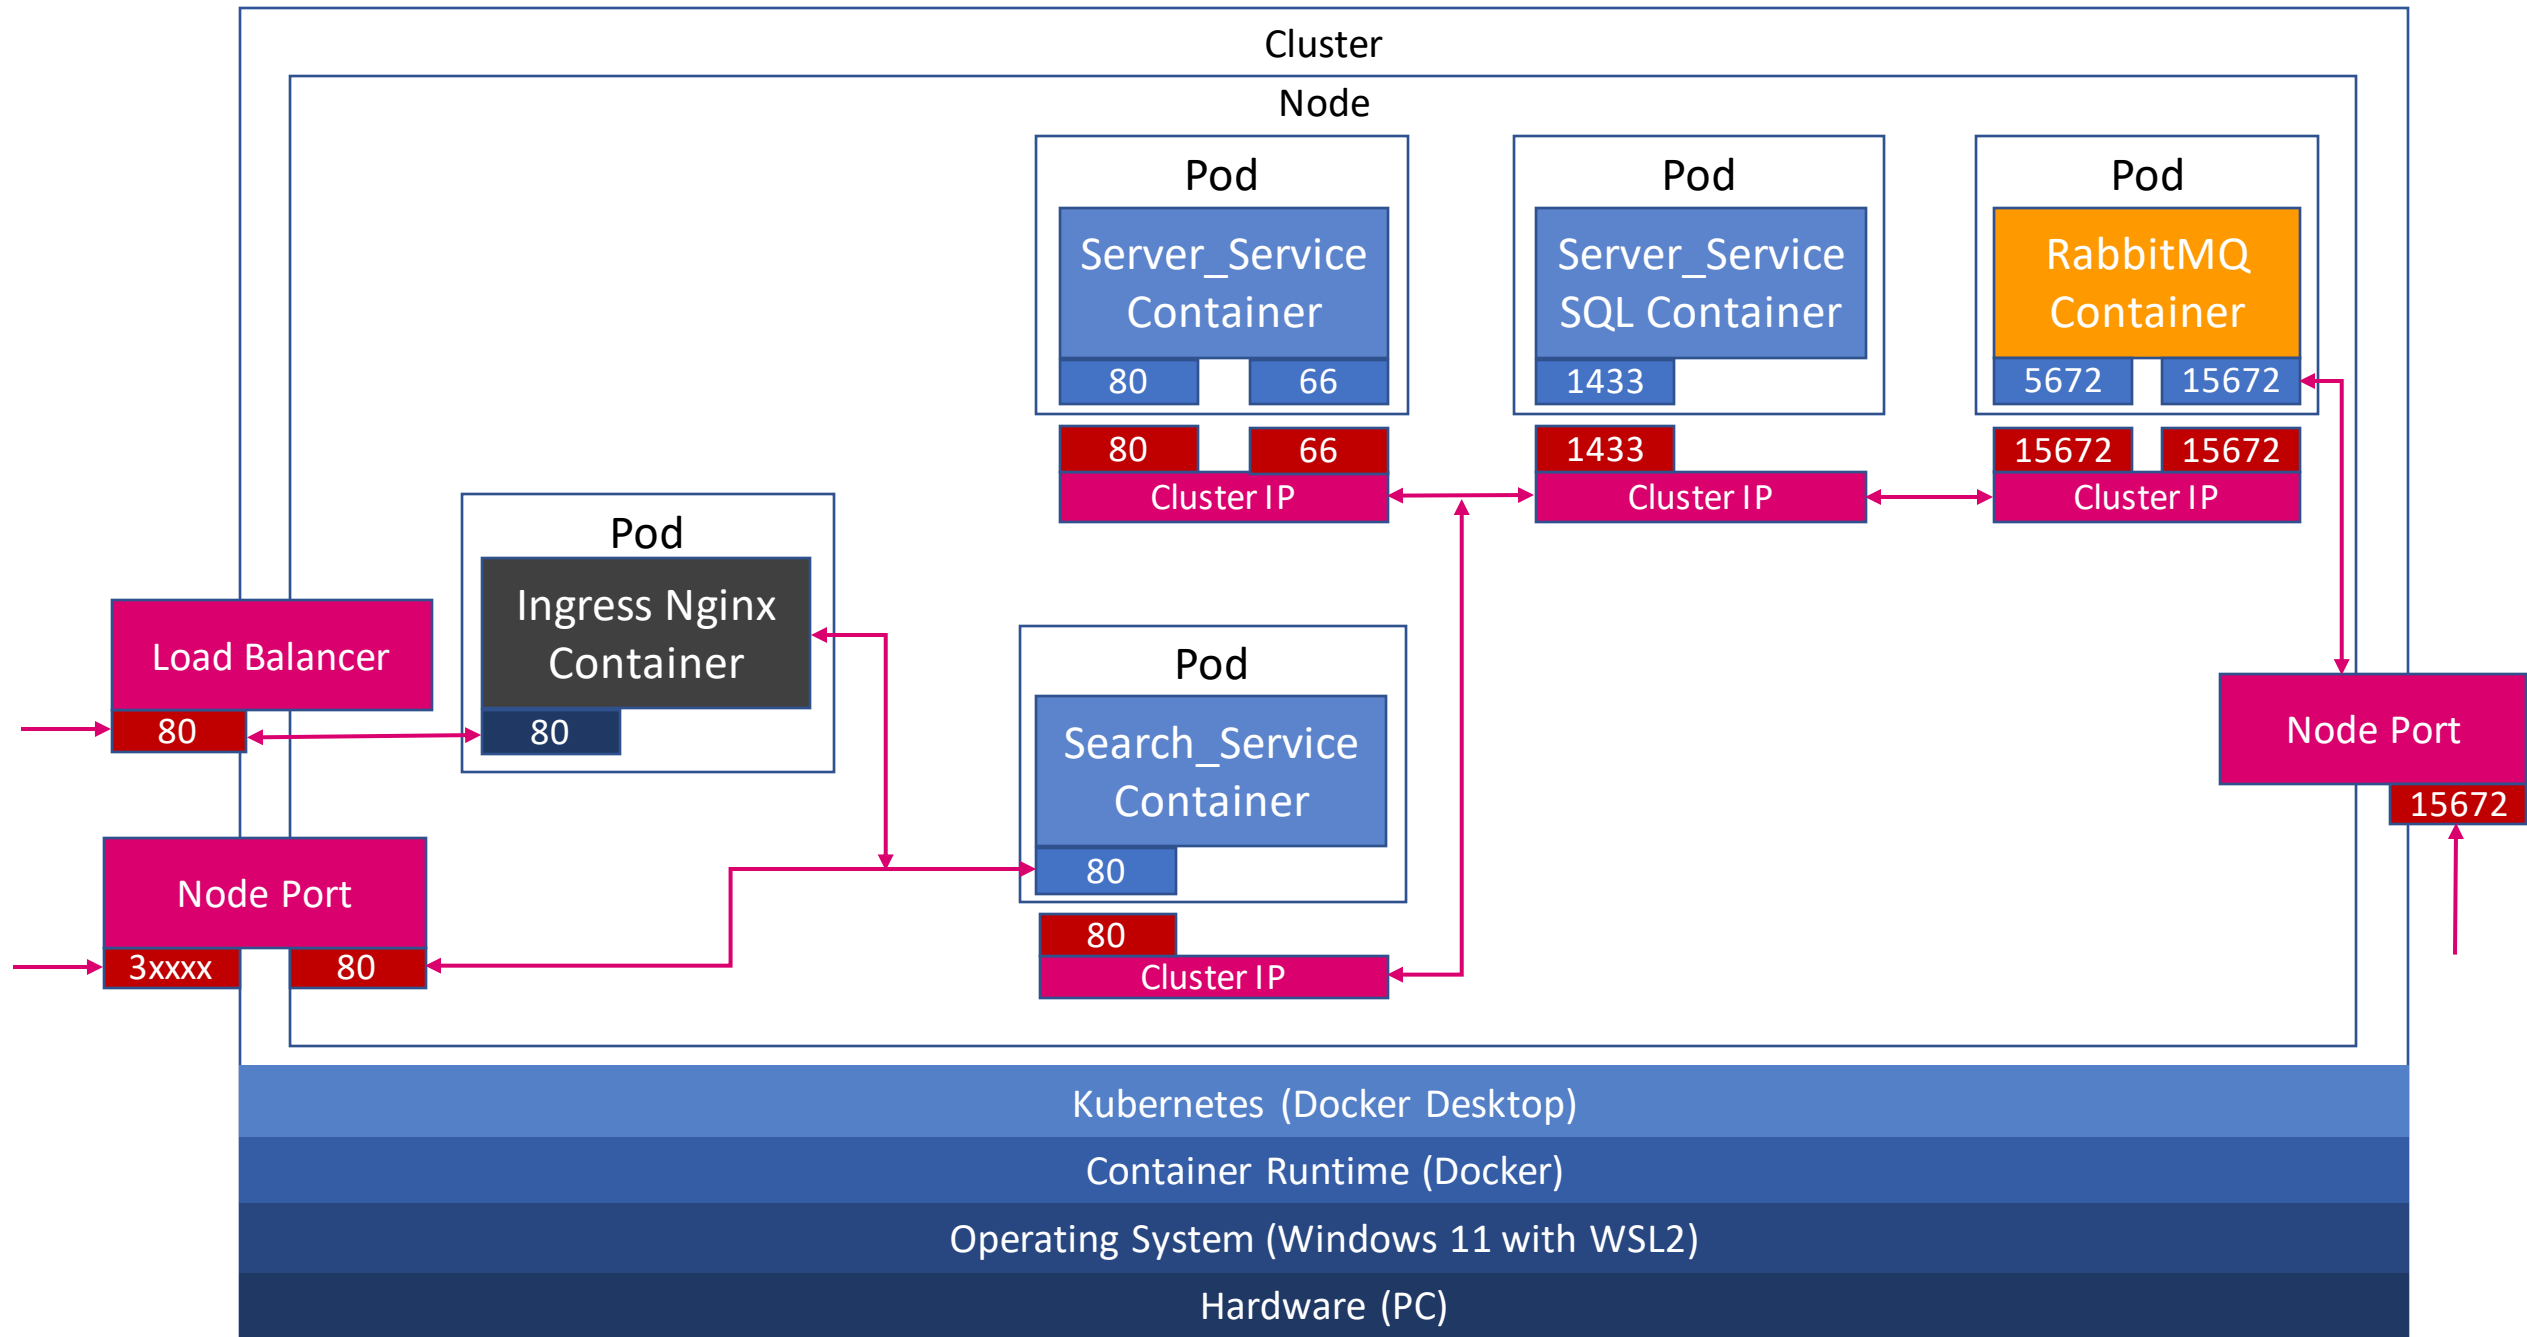 Cluster
Node
Pod
Server_Service
Container
80
66
80
66
Cluster IP
Pod
Server_Service
SQL Container
1433
1433
Cluster IP
Pod
RabbitMQ
Container
5672
15672
15672
15672
Cluster IP
Pod
Ingress Nginx
Container
80
Load Balancer
80
Node Port
3xxxx
80
Pod
Search_Service
Container
80
80
Cluster IP
Node Port
15672
Kubernetes (Docker Desktop)
Container Runtime (Docker)
Operating System (Windows 11 with WSL2)
Hardware (PC)